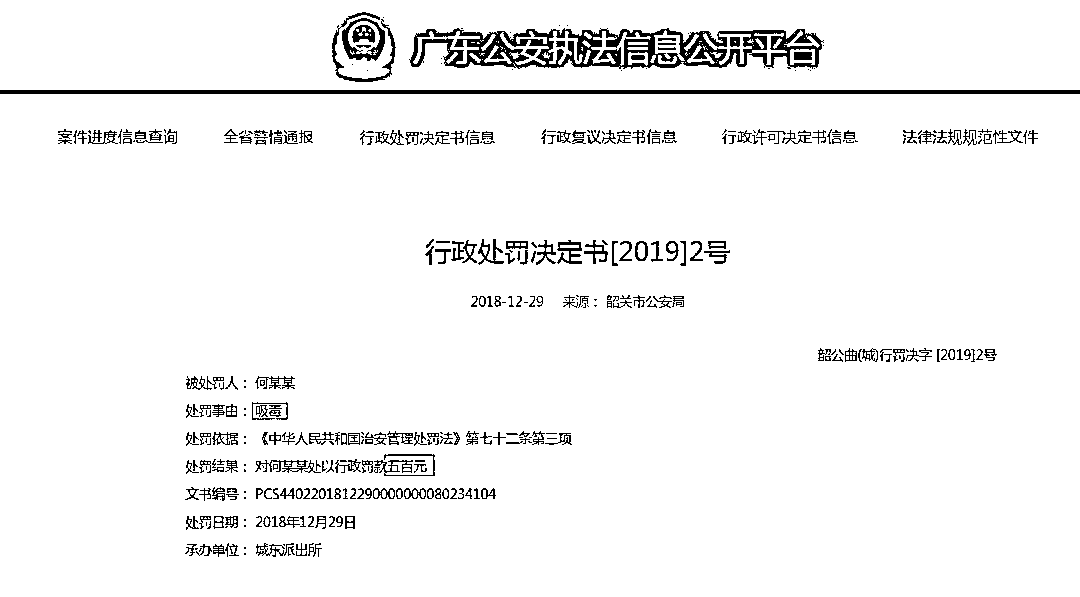 广东公安执法信息公开平台
案件进度信息查询 全省警情通报 行政处罚决定书信息 行政复议决定书信息 行政许可决定书信息 法律法规规范性文件
行政处罚决定书[2019]2号
2018-12-29 来源： 韶关市公安局
韶公曲(城)行罚决字 [2019]2号
被处罚人： 何某某
处罚事由： 吸毒
处罚依据： 《中华人民共和国治安管理处罚法》第七十二条第三项
处罚结果： 对何某某处以行政罚款五百元
文书编号： PCS4402201812290000000080234104
处罚日期： 2018年12月29日
承办单位： 城东派出所